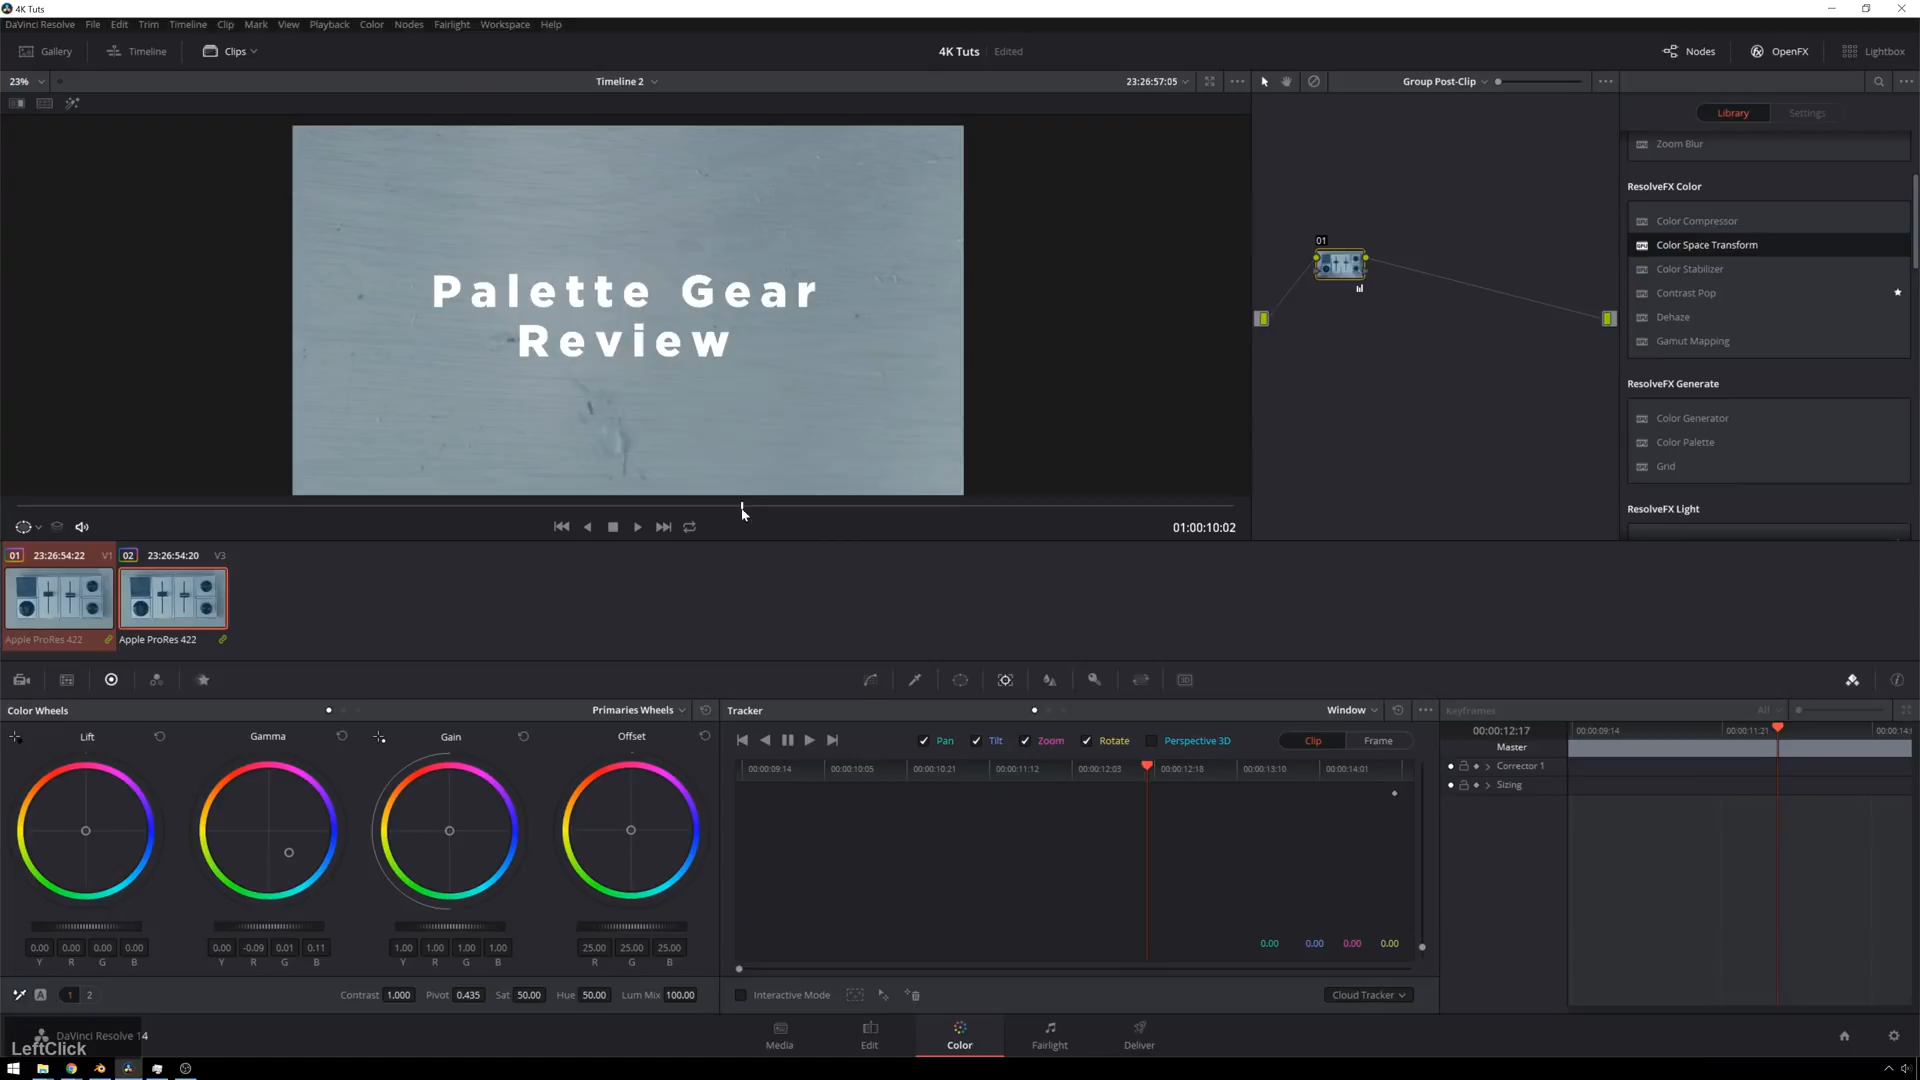 4K Tuts
DaVinci Resolve File Edit Trim Timeline Clip Mark View Playback Color Nodes Fairlight Workspace Help
Gallery Timeline Clips 4K Tuts Edited Nodes OpenFX Lightbox
23% Timeline 2 23:26:57:05 Group Post-Clip
Library Settings
Zoom Blur
ResolveFX Color
Color Compressor
Color Space Transform
Color Stabilizer
Contrast Pop
Dehaze
Gamut Mapping
ResolveFX Generate
Color Generator
Color Palette
Grid
ResolveFX Light
01
Palette Gear
Review
01:00:10:02
01 23:26:54:22 V1 02 23:26:54:20 V3
Apple ProRes 422 Apple ProRes 422
Color Wheels Primaries Wheels Tracker Window Keyframes All
Lift Gamma Gain Offset
Pan Tilt Zoom Rotate Perspective 3D Clip Frame
00:00:09:14 00:00:10:05 00:00:10:21 00:00:11:12 00:00:12:03 00:00:12:18 00:00:13:10 00:00:14:01
00:00:12:17 00:00:09:14 00:00:11:21 00:00:14:
Master
Corrector 1
Sizing
0.00 0.00 0.00 0.00
0.00 0.00 0.00 0.00 0.00 -0.09 0.01 0.11 1.00 1.00 1.00 1.00 25.00 25.00 25.00
Y R G B Y R G B Y R G B R G B
A 1 2 Contrast 1.000 Pivot 0.435 Sat 50.00 Hue 50.00 Lum Mix 100.00
Interactive Mode Cloud Tracker
DaVinci Resolve 14
LeftClick
Media Edit Color Fairlight Deliver